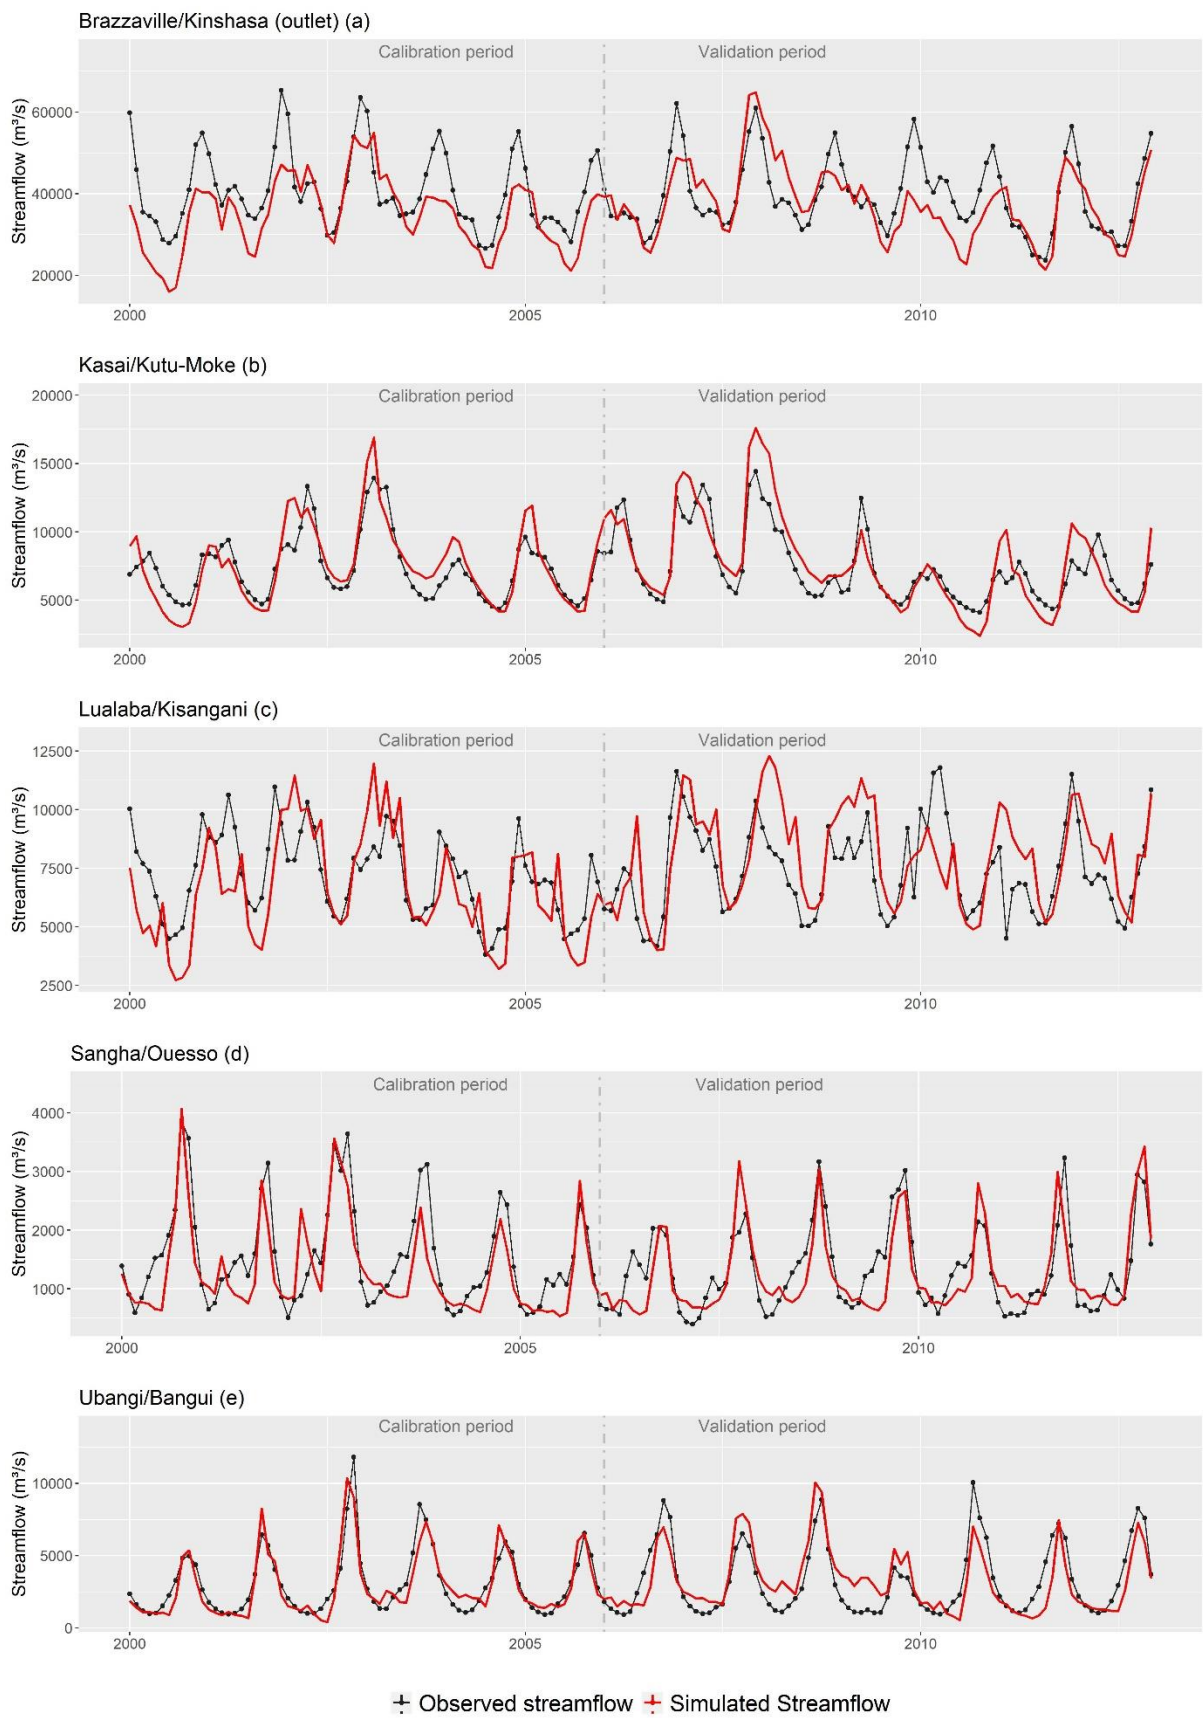 Brazzaville/Kinshasa (outlet) (a)
Calibration period Validation period
Streamflow (m³/s)
60000
40000
20000
2000 2005 2010
Kasai/Kutu-Moke (b)
Calibration period Validation period
Streamflow (m³/s)
20000
15000
10000
5000
2000 2005 2010
Lualaba/Kisangani (c)
Calibration period Validation period
Streamflow (m³/s)
12500
10000
7500
5000
2500
2000 2005 2010
Sangha/Ouesso (d)
Calibration period Validation period
Streamflow (m³/s)
4000
3000
2000
1000
2000 2005 2010
Ubangi/Bangui (e)
Calibration period Validation period
Streamflow (m³/s)
10000
5000
0
2000 2005 2010
Observed streamflow Simulated Streamflow